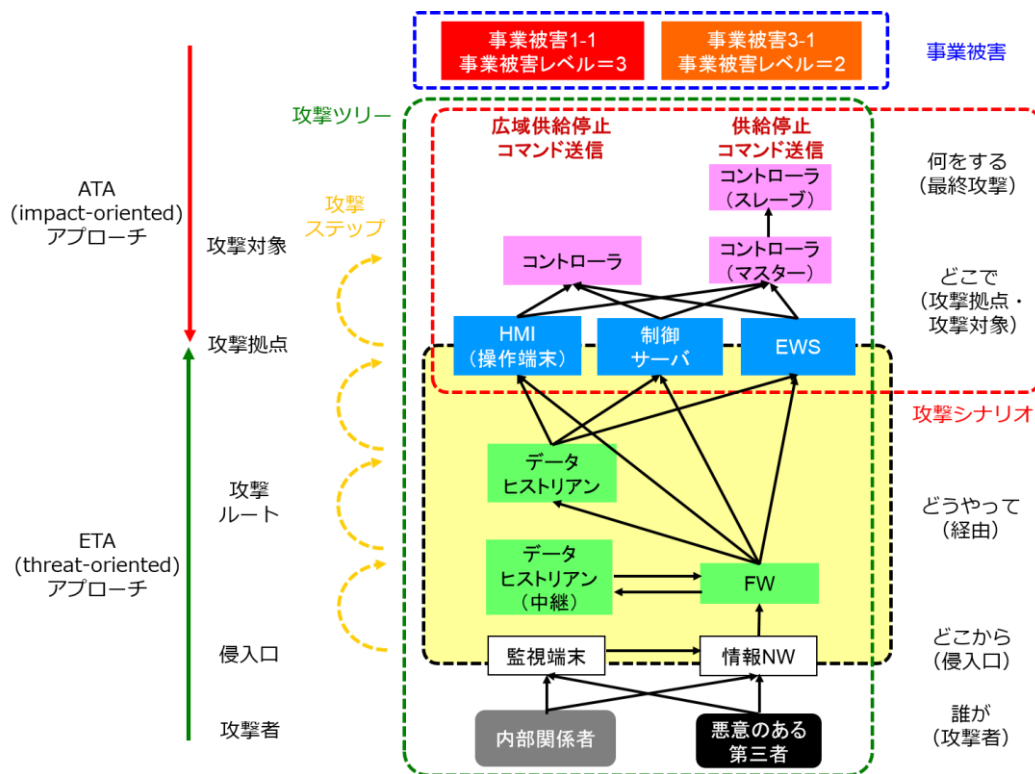 事業被害1-1
事業被害レベル＝3
事業被害3-1
事業被害レベル＝2
事業被害
攻撃ツリー
広域供給停止
コマンド送信
供給停止
コマンド送信
何をする
（最終攻撃）
コントローラ
（スレーブ）
ATA
(impact-oriented)
アプローチ
攻撃
ステップ
攻撃対象
コントローラ
コントローラ
（マスター）
どこで
（攻撃拠点・
攻撃対象）
攻撃拠点
HMI
（操作端末）
制御
サーバ
EWS
攻撃シナリオ
データ
ヒストリアン
攻撃
ルート
どうやって
（経由）
ETA
(threat-oriented)
アプローチ
データ
ヒストリアン
（中継）
FW
侵入口
監視端末
情報NW
どこから
（侵入口）
攻撃者
内部関係者
悪意のある
第三者
誰が
（攻撃者）